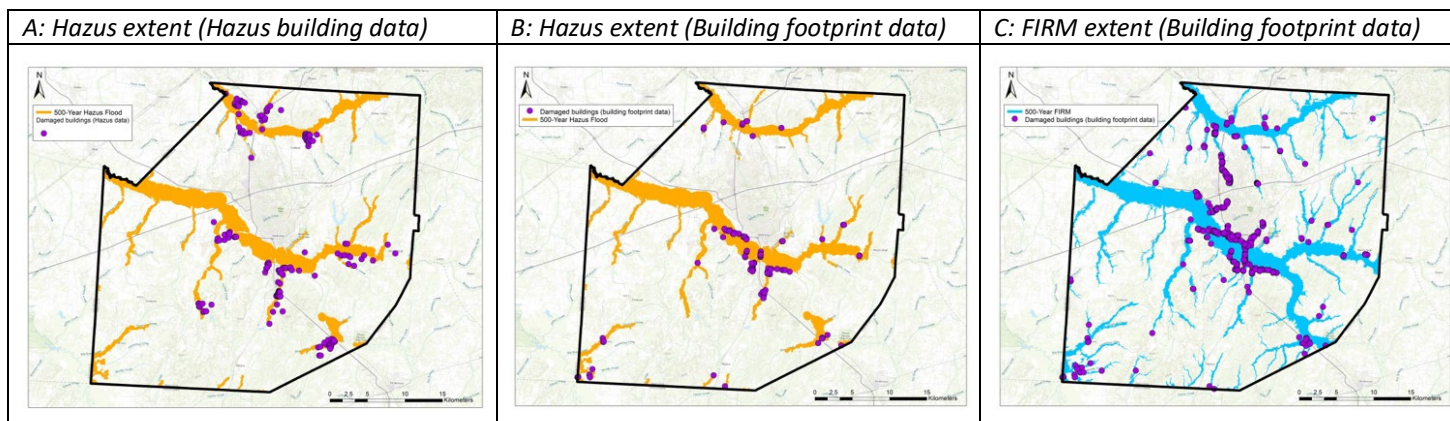 A: Hazus extent (Hazus building data)
B: Hazus extent (Building footprint data)
C: FIRM extent (Building footprint data)
N
500-Year Hazus Flood
Damaged buildings (Hazus data)
0 2.5 5 10 15
Kilometers
N
Damaged buildings (building footprint data)
500-Year Hazus Flood
0 2.5 5 10 15
Kilometers
N
500-Year FIRM
Damaged buildings (building footprint data)
0 2.5 5 10 15
Kilometers